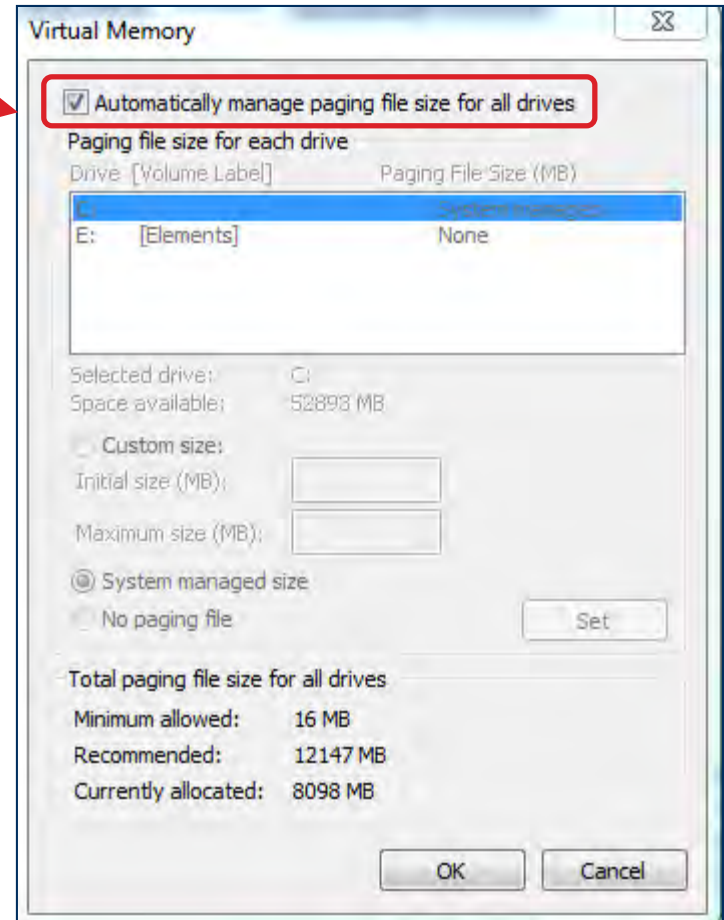 Virtual Memory
Automatically manage paging file size for all drives
Paging file size for each drive
Drive [Volume Label] Paging File Size (MB)
C: System managed
E: [Elements] None
Selected drive: C:
Space available: 52893 MB
Custom size:
Initial size (MB):
Maximum size (MB):
System managed size
No paging file
Set
Total paging file size for all drives
Minimum allowed: 16 MB
Recommended: 12147 MB
Currently allocated: 8098 MB
OK Cancel